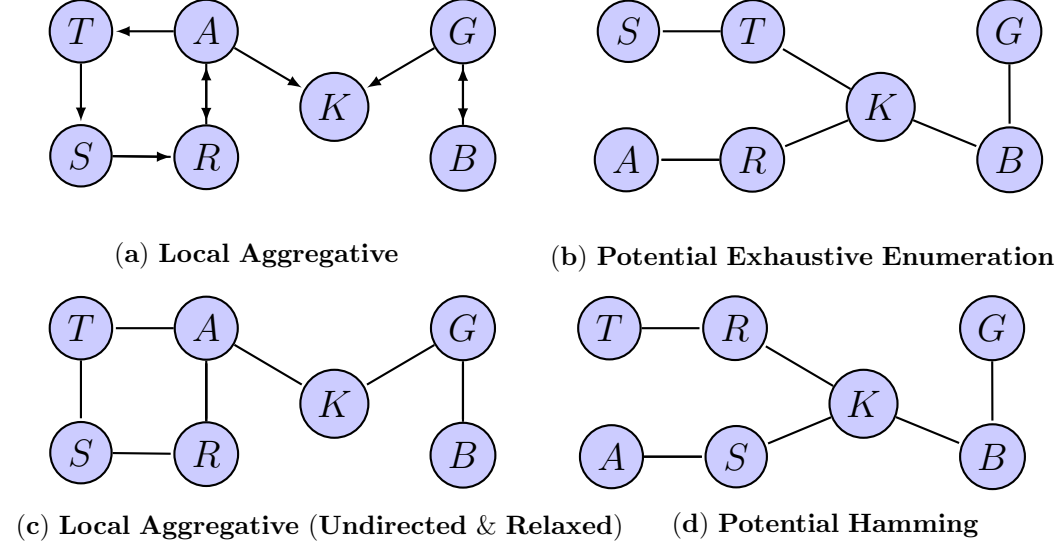 T A G
K
S R B
S T G
K
A R B
(a) Local Aggregative
(b) Potential Exhaustive Enumeration
T A G
K
S R B
T R G
K
A S B
(c) Local Aggregative (Undirected & Relaxed)
(d) Potential Hamming